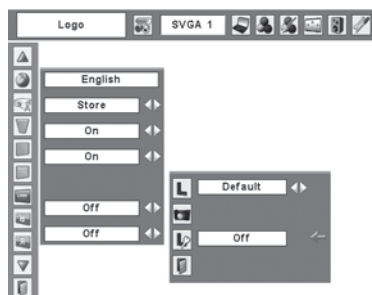 Logo SVGA 1
English
Store
On
On
Off
Off
L Default
Off